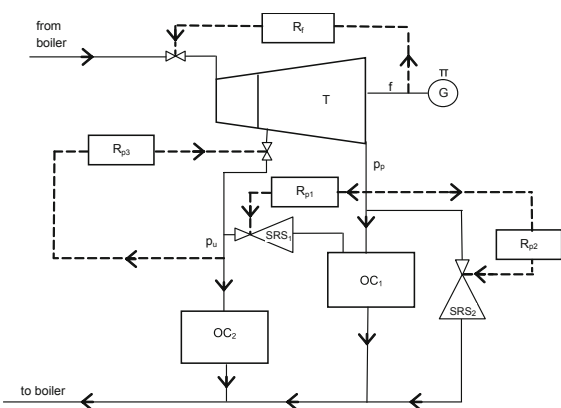 from
boiler
R_f
π
T
f
G
R_p3
p_p
R_p1
p_u
SRS_1
R_p2
OC_1
OC_2
SRS_2
to boiler